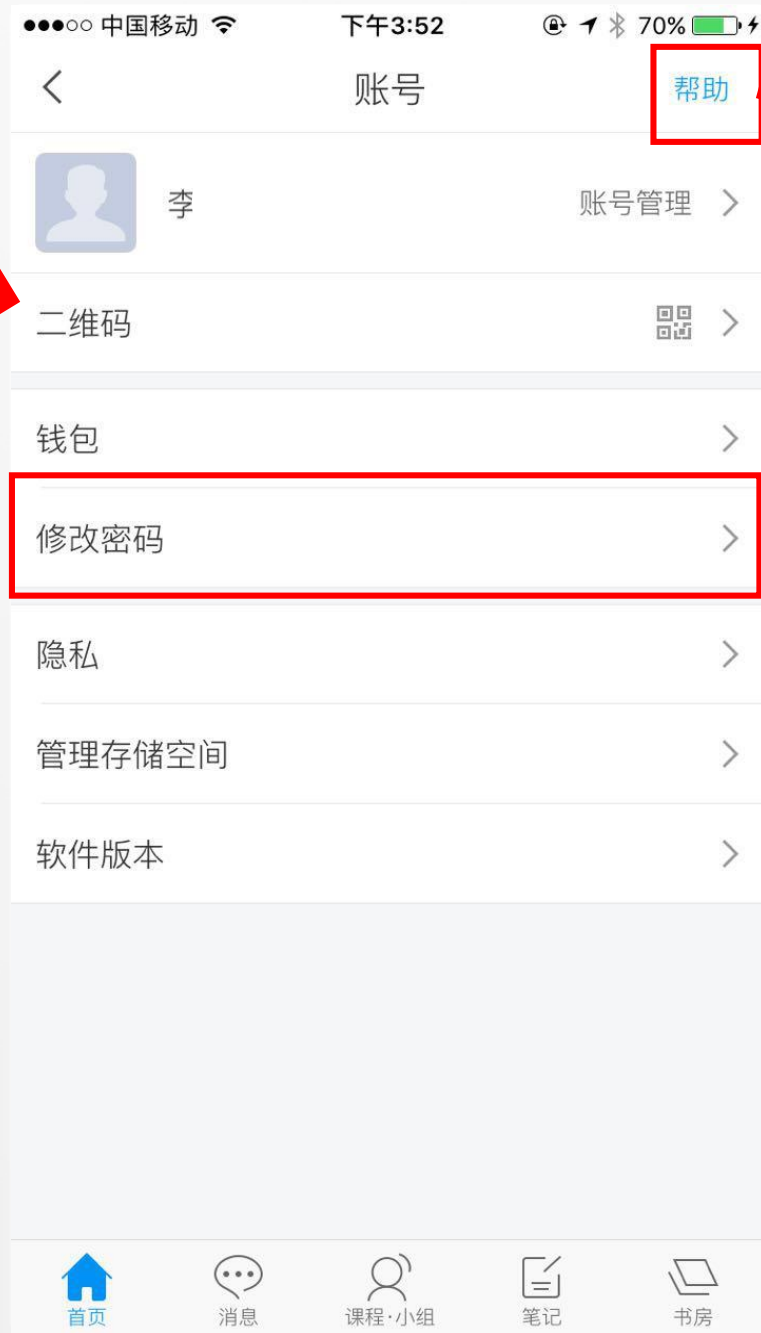 中国移动 下午3:52 70%
账号 帮助
李 账号管理
二维码
钱包
修改密码
隐私
管理存储空间
软件版本
首页 消息 课程·小组 笔记 书房